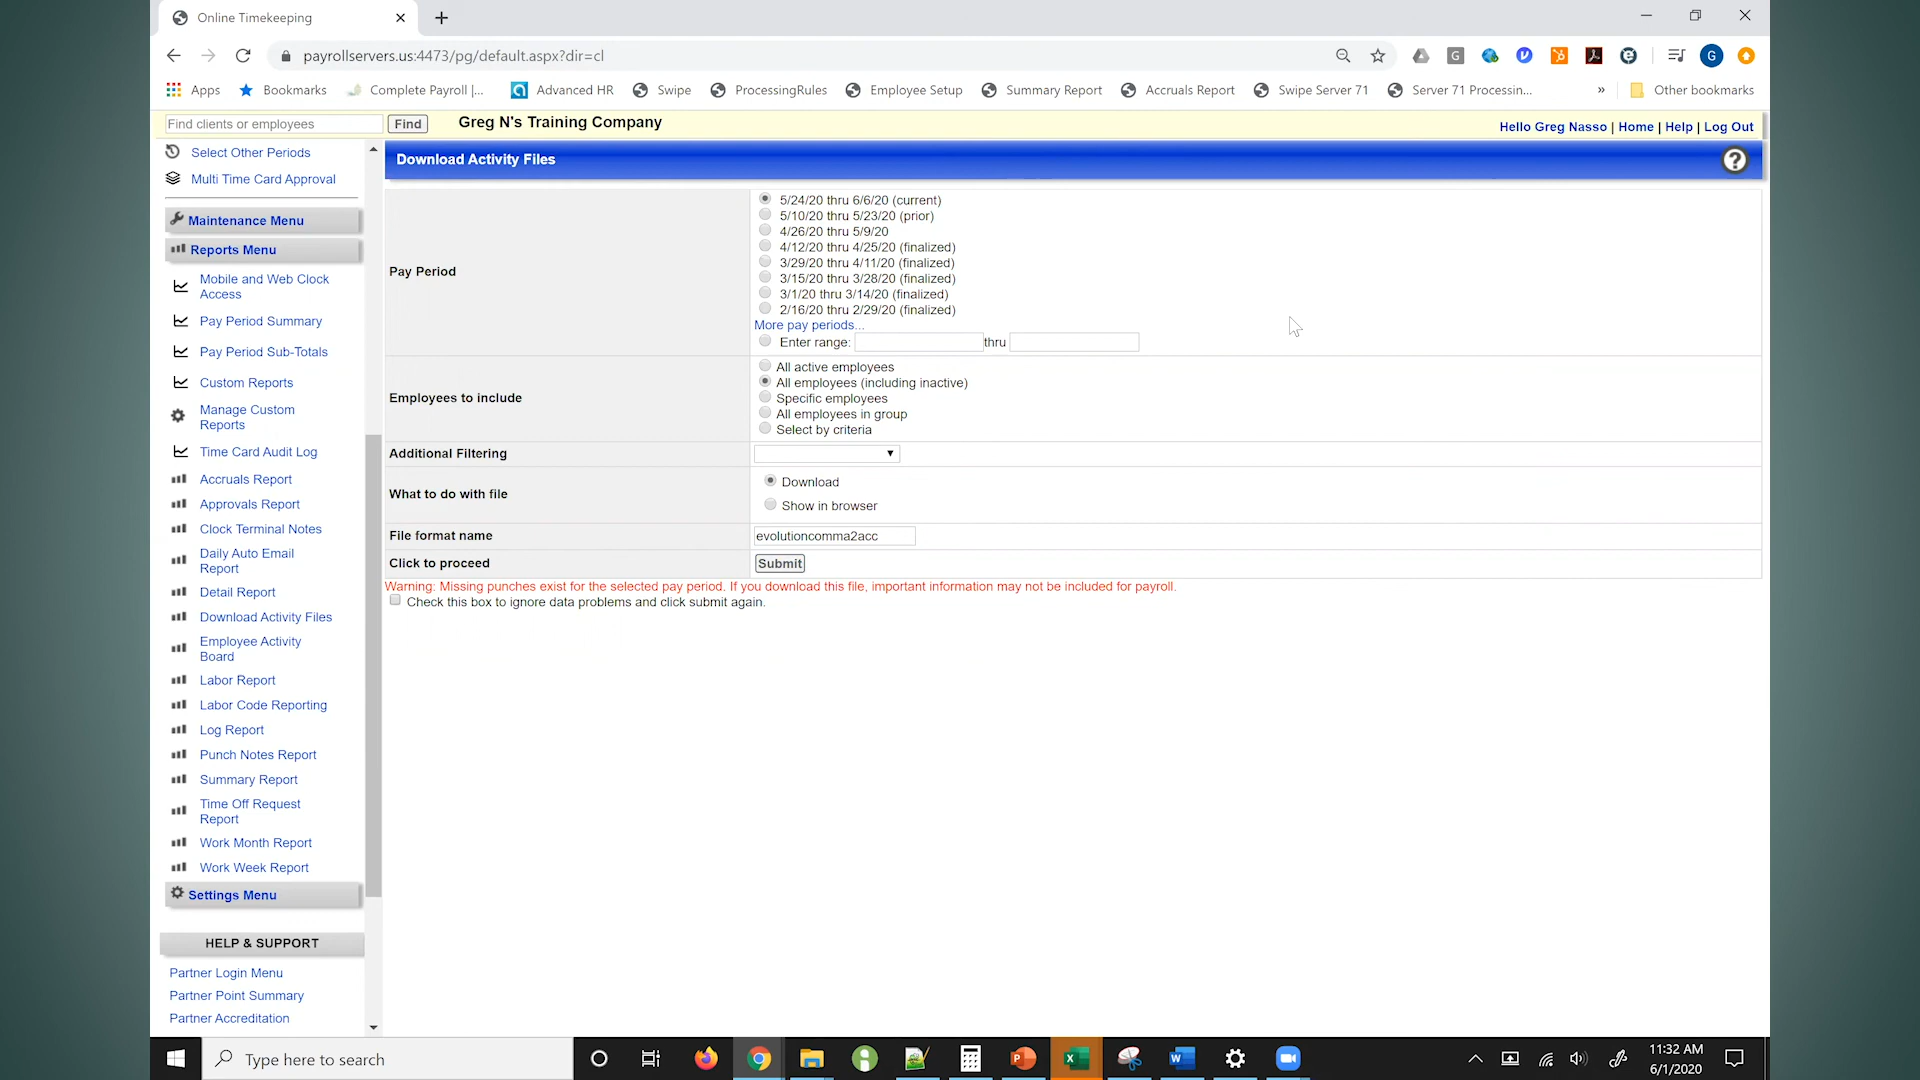 Online Timekeeping
payrollservers.us:4473/pg/default.aspx?dir=cl
G
G
Apps
Bookmarks
Complete Payroll |...
Advanced HR
Swipe
ProcessingRules
Employee Setup
Summary Report
Accruals Report
Swipe Server 71
Server 71 Processin...
»
Other bookmarks
Find clients or employees
Find
Greg N's Training Company
Hello Greg Nasso | Home | Help | Log Out
Select Other Periods
Multi Time Card Approval
Maintenance Menu
Reports Menu
Mobile and Web Clock
Access
Pay Period Summary
Pay Period Sub-Totals
Custom Reports
Manage Custom
Reports
Time Card Audit Log
Accruals Report
Approvals Report
Clock Terminal Notes
Daily Auto Email
Report
Detail Report
Download Activity Files
Employee Activity
Board
Labor Report
Labor Code Reporting
Log Report
Punch Notes Report
Summary Report
Time Off Request
Report
Work Month Report
Work Week Report
Settings Menu
HELP & SUPPORT
Partner Login Menu
Partner Point Summary
Partner Accreditation
Download Activity Files
?
Pay Period
5/24/20 thru 6/6/20 (current)
5/10/20 thru 5/23/20 (prior)
4/26/20 thru 5/9/20
4/12/20 thru 4/25/20 (finalized)
3/29/20 thru 4/11/20 (finalized)
3/15/20 thru 3/28/20 (finalized)
3/1/20 thru 3/14/20 (finalized)
2/16/20 thru 2/29/20 (finalized)
More pay periods...
Enter range: thru
Employees to include
All active employees
All employees (including inactive)
Specific employees
All employees in group
Select by criteria
Additional Filtering
What to do with file
Download
Show in browser
File format name
evolutioncomma2acc
Click to proceed
Submit
Warning: Missing punches exist for the selected pay period. If you download this file, important information may not be included for payroll.
Check this box to ignore data problems and click submit again.
Type here to search
11:32 AM
6/1/2020